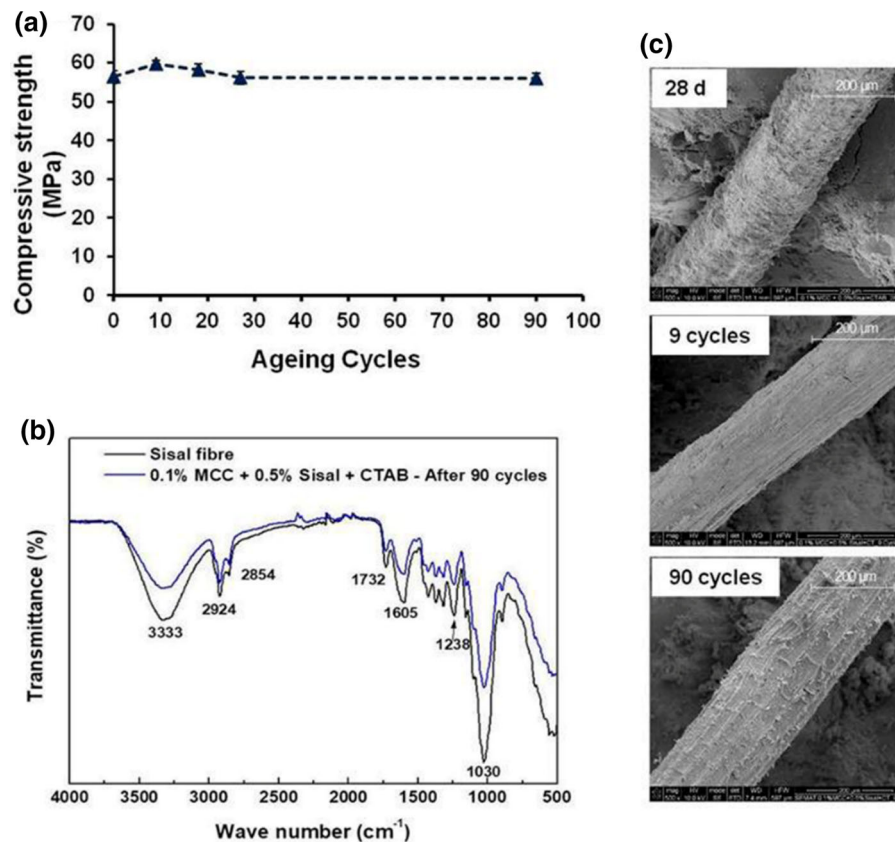 (a)
70
60
50
40
30
20
10
0
Compressive strength
(MPa)
0 10 20 30 40 50 60 70 80 90 100
Ageing Cycles
(b)
Sisal fibre
0.1% MCC + 0.5% Sisal + CTAB - After 90 cycles
Transmittance (%)
3333
2924
2854
1732
1605
1238
1030
4000 3500 3000 2500 2000 1500 1000 500
Wave number (cm⁻¹)
(c)
28 d
200 µm
9 cycles
200 µm
90 cycles
200 µm